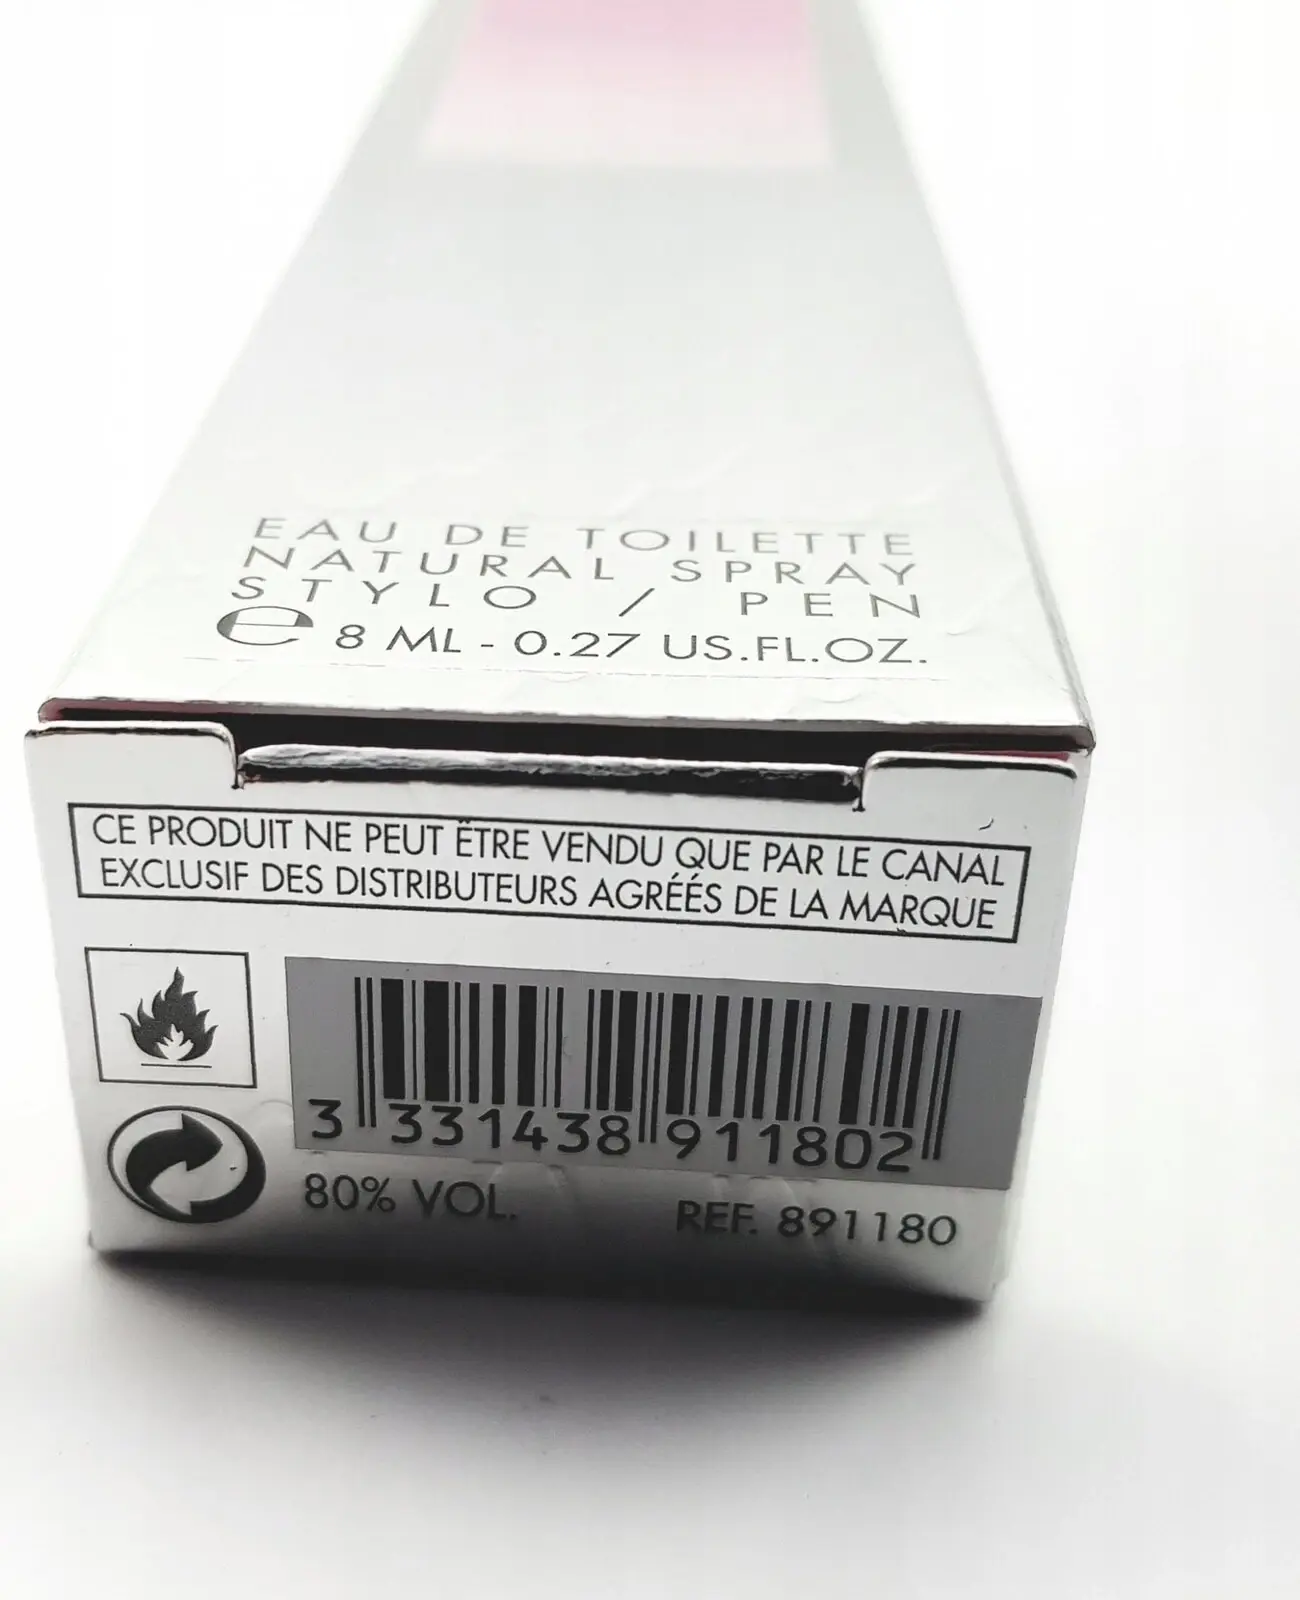 EAU DE TOILETTE
NATURAL SPRAY
STYLO / PEN
℮ 8 ML - 0.27 US.FL.OZ.
CE PRODUIT NE PEUT ÊTRE VENDU QUE PAR LE CANAL
EXCLUSIF DES DISTRIBUTEURS AGRÉÉS DE LA MARQUE
3 331438 911802
80% VOL.
REF. 891180